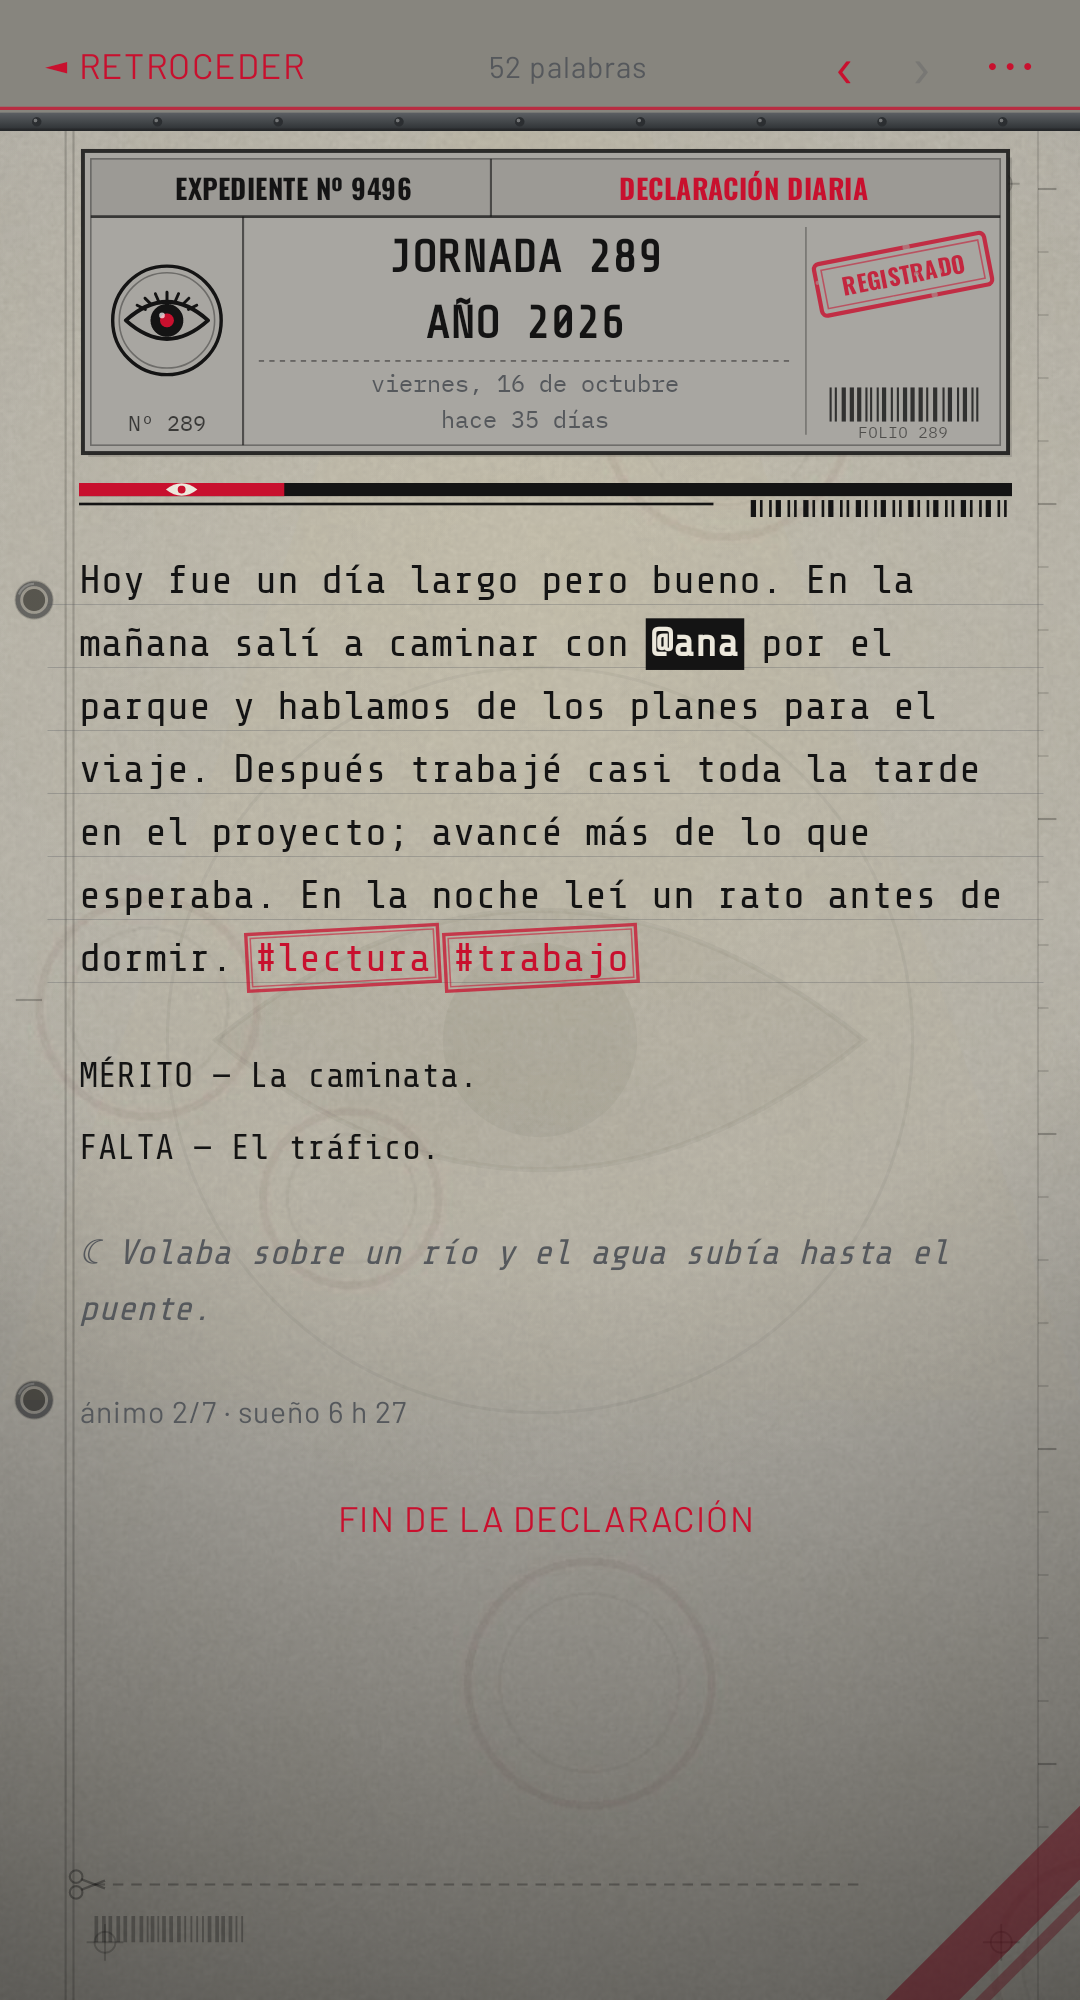 ◄ RETROCEDER
52 palabras
‹ › •••
EXPEDIENTE Nº 9496
DECLARACIÓN DIARIA
JORNADA 289
AÑO 2026
REGISTRADO
viernes, 16 de octubre
hace 35 días
Nº 289
FOLIO 289
Hoy fue un día largo pero bueno. En la
mañana salí a caminar con @ana por el
parque y hablamos de los planes para el
viaje. Después trabajé casi toda la tarde
en el proyecto; avancé más de lo que
esperaba. En la noche leí un rato antes de
dormir. #lectura #trabajo
MÉRITO — La caminata.
FALTA — El tráfico.
☾ Volaba sobre un río y el agua subía hasta el
puente.
ánimo 2/7 · sueño 6 h 27
FIN DE LA DECLARACIÓN